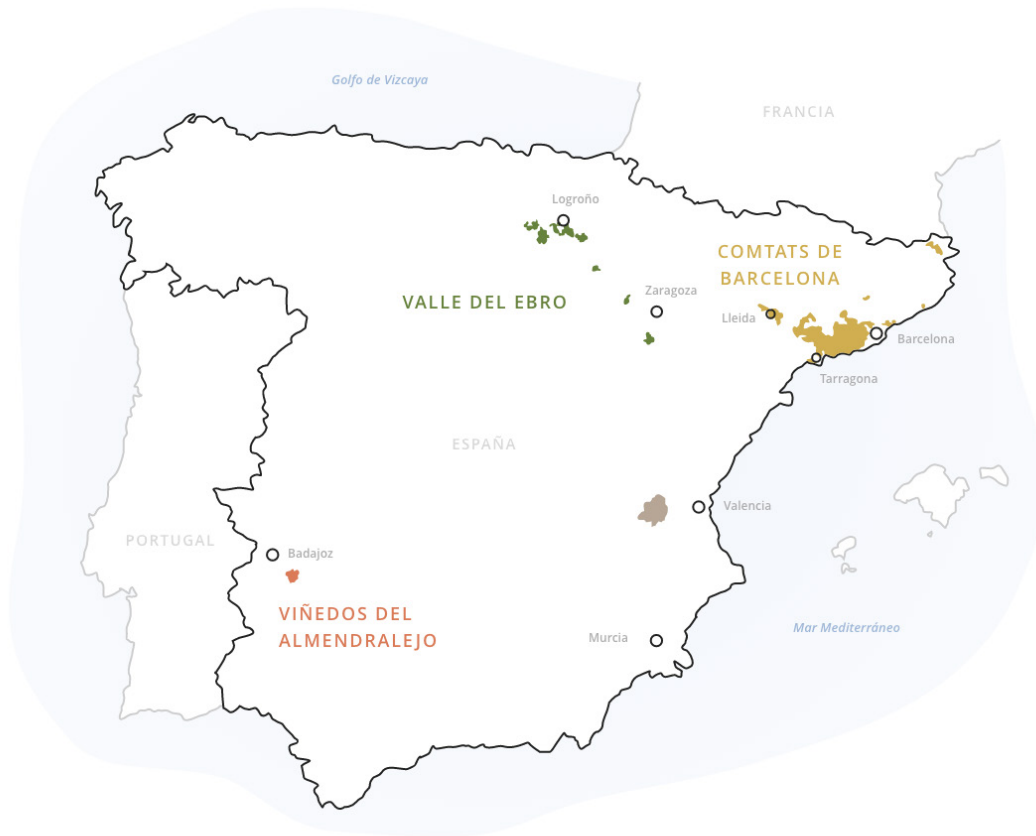 Golfo de Vizcaya
FRANCIA
Logroño
COMTATS DE
BARCELONA
VALLE DEL EBRO
Zaragoza
Lleida
Barcelona
Tarragona
ESPAÑA
Valencia
PORTUGAL
Badajoz
VIÑEDOS DEL
ALMENDRALEJO
Mar Mediterráneo
Murcia